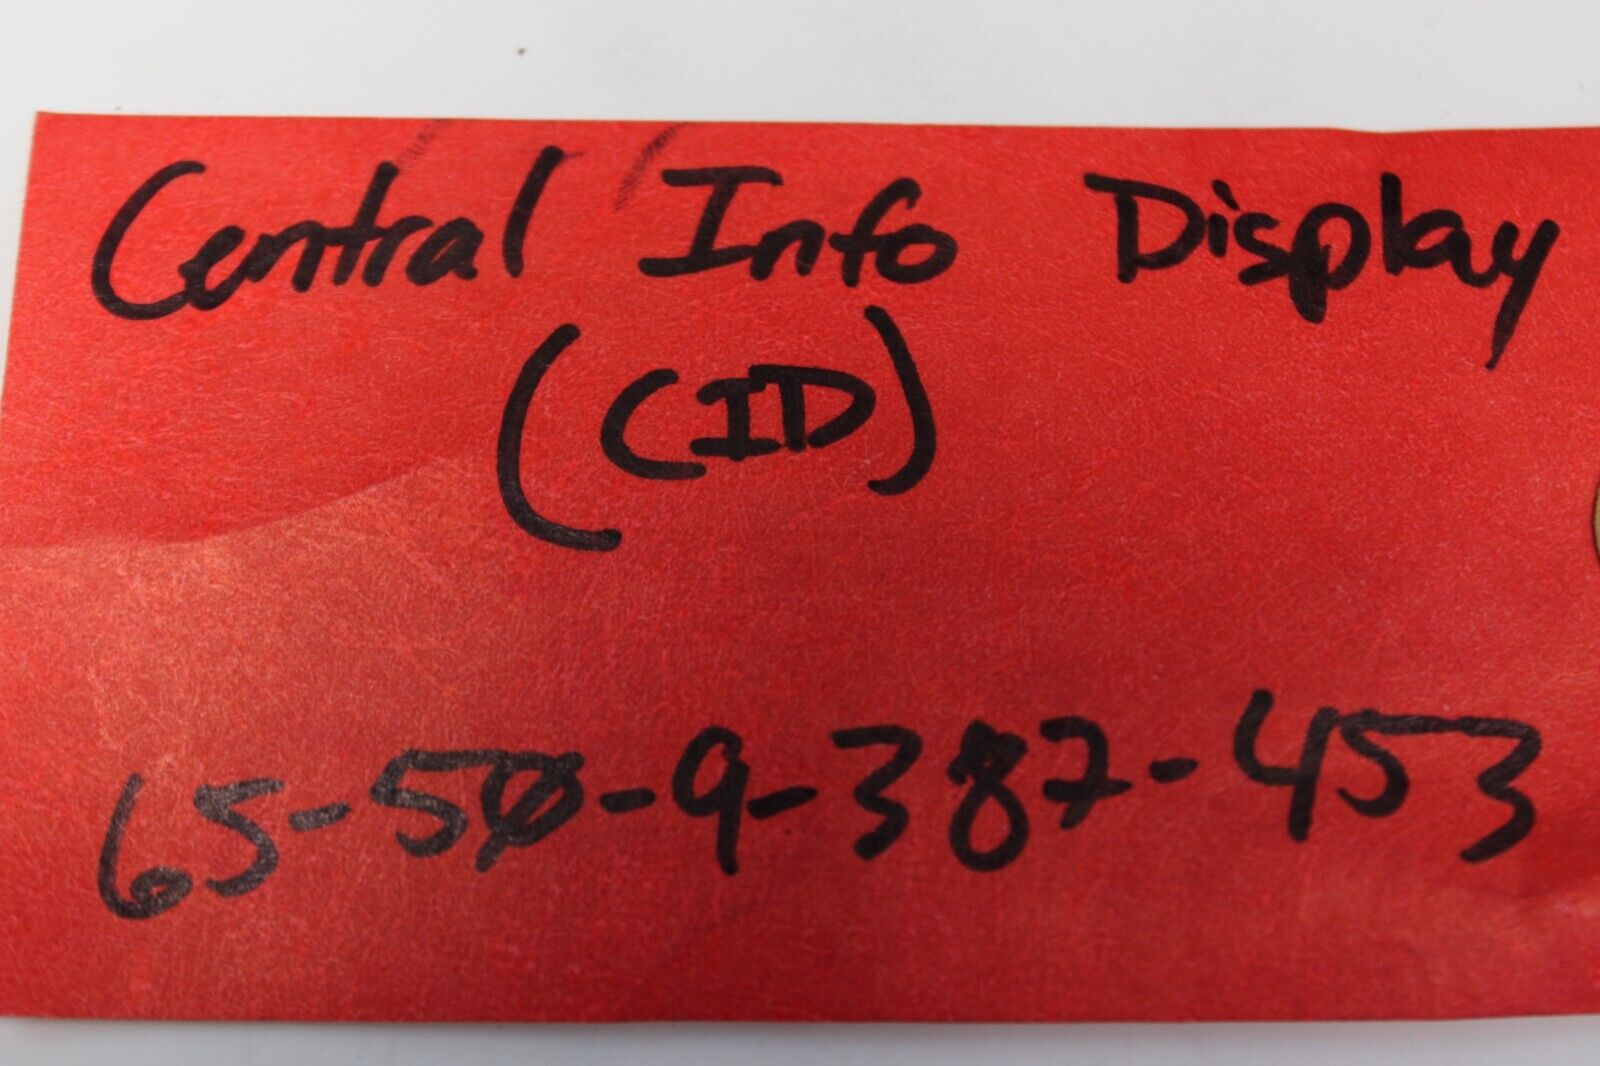 Central Info Display
(CID)
65-50-9-387-453